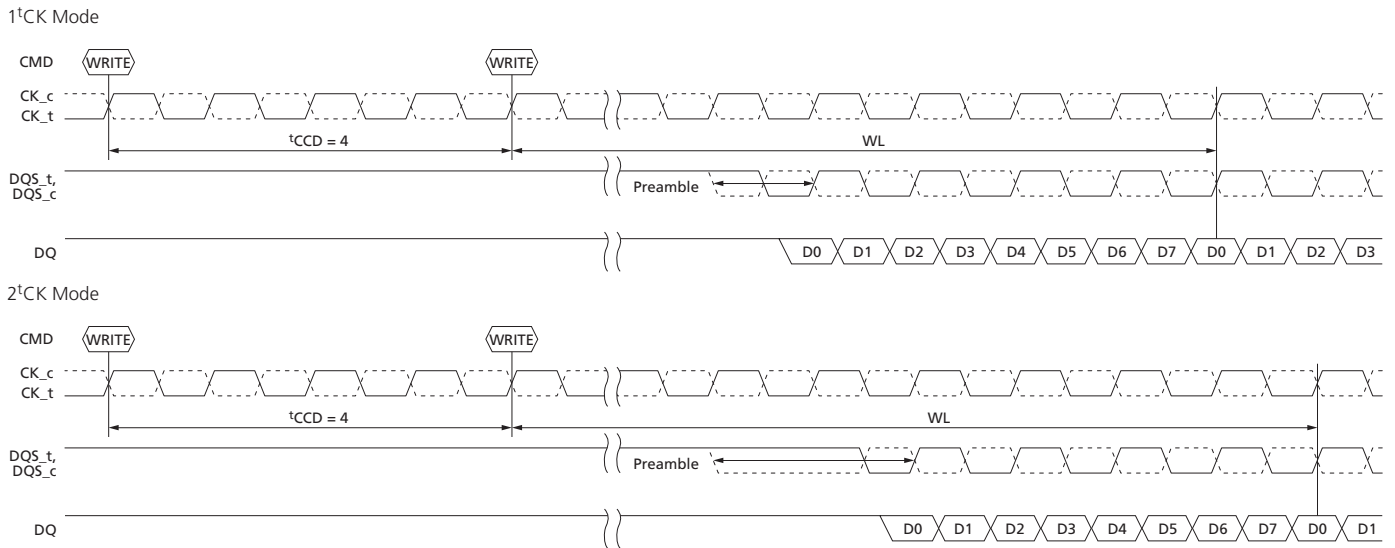 1tCK Mode
CMD WRITE WRITE
CK_c
CK_t
tCCD = 4 WL
DQS_t,
DQS_c
Preamble
DQ D0 D1 D2 D3 D4 D5 D6 D7 D0 D1 D2 D3
2tCK Mode
CMD WRITE WRITE
CK_c
CK_t
tCCD = 4 WL
DQS_t,
DQS_c
Preamble
DQ D0 D1 D2 D3 D4 D5 D6 D7 D0 D1